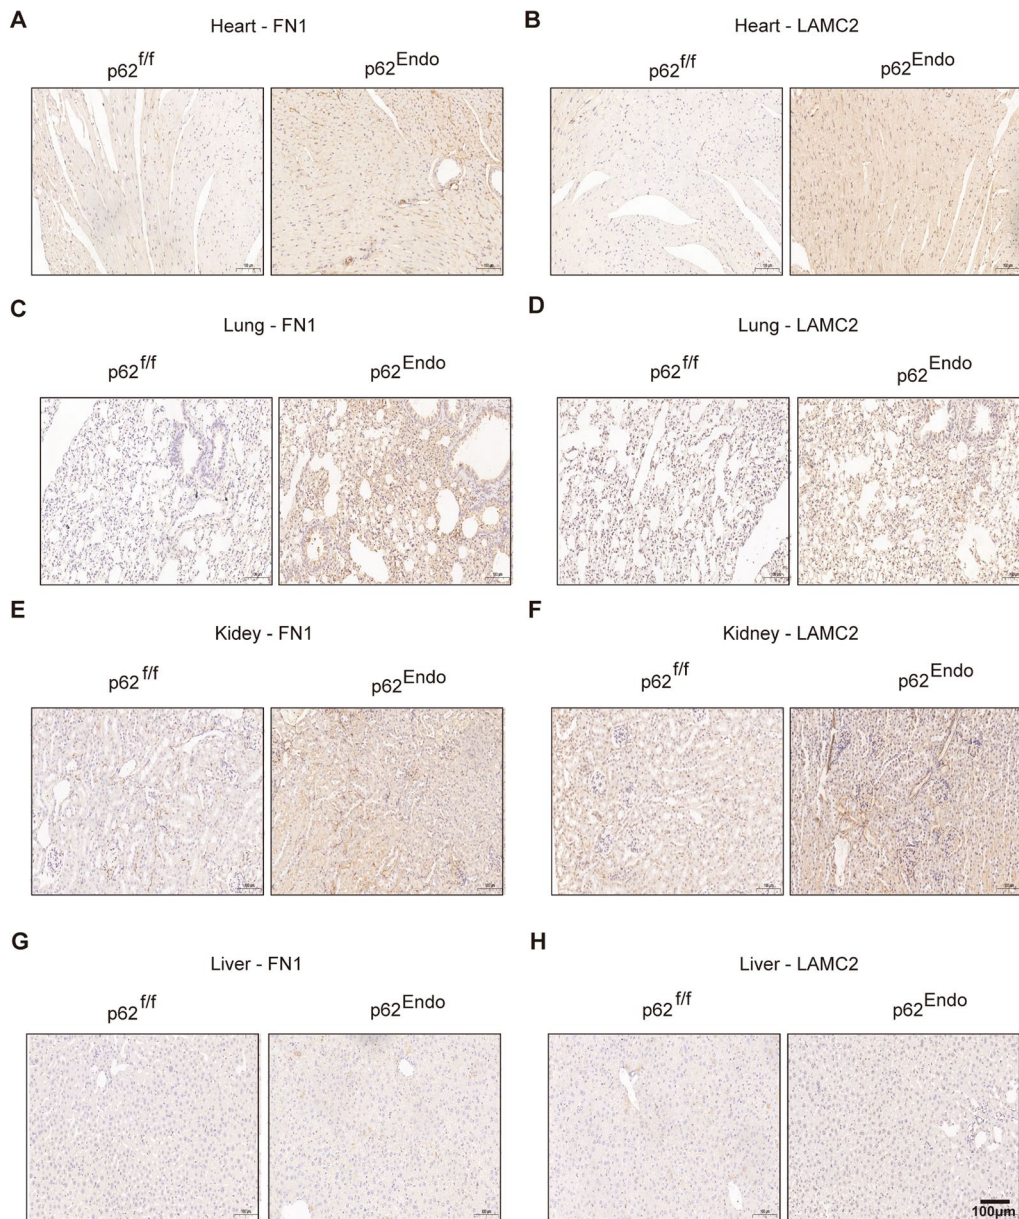 A
Heart - FN1
p62f/f
p62Endo
B
Heart - LAMC2
p62f/f
p62Endo
C
Lung - FN1
p62f/f
p62Endo
D
Lung - LAMC2
p62f/f
p62Endo
E
Kidey - FN1
p62f/f
p62Endo
F
Kidney - LAMC2
p62f/f
p62Endo
G
Liver - FN1
p62f/f
p62Endo
H
Liver - LAMC2
p62f/f
p62Endo
100μm